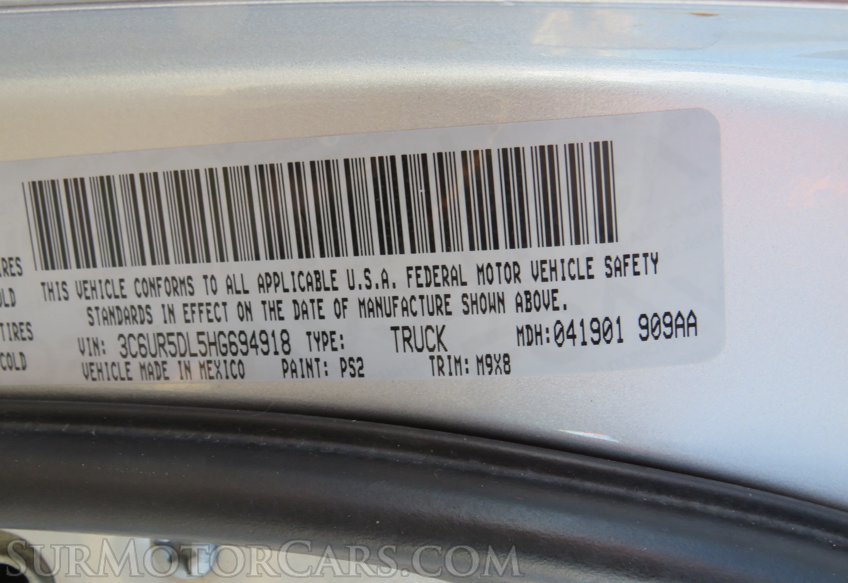 IRES
OLD
TIRES
COLD
THIS VEHICLE CONFORMS TO ALL APPLICABLE U.S.A. FEDERAL MOTOR VEHICLE SAFETY
STANDARDS IN EFFECT ON THE DATE OF MANUFACTURE SHOWN ABOVE.
VIN: 3C6UR5DL5HG694918 TYPE: TRUCK MDH:041901 909AA
VEHICLE MADE IN MEXICO PAINT: PS2 TRIM: M9X8
SURMOTORCARS.COM